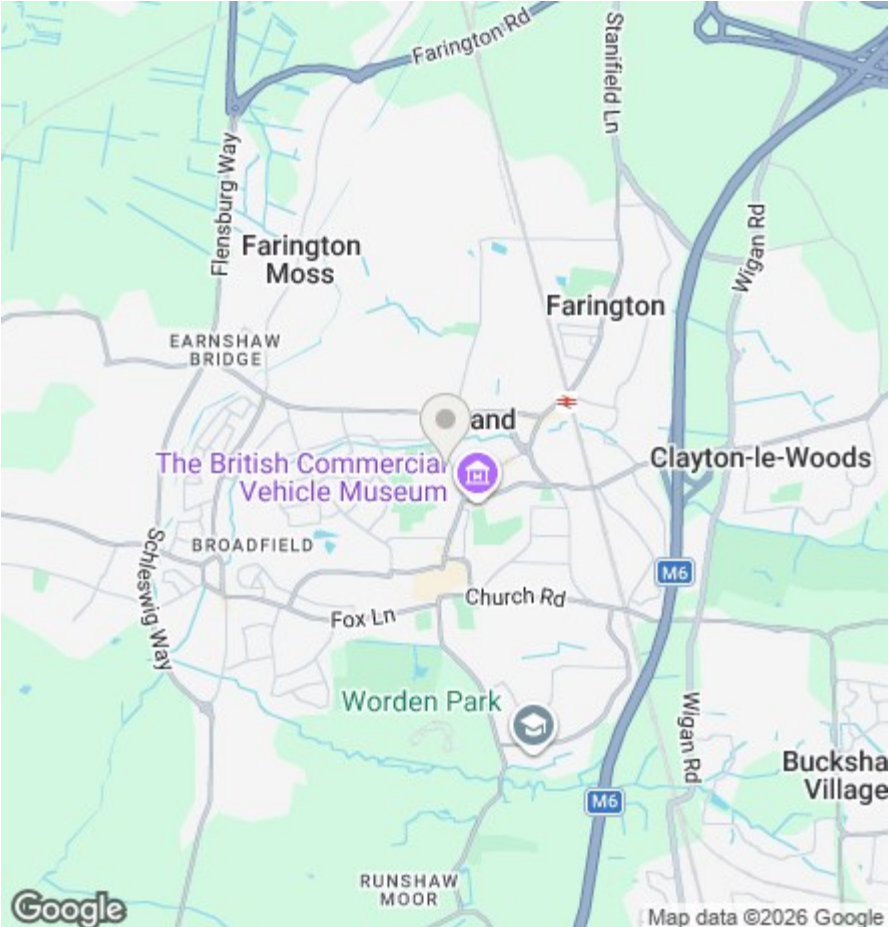 Farington Rd
Stanifield Ln
Flensburg Way
Wigan Rd
Farington
Moss
Farington
EARNSHAW
BRIDGE
and
The British Commercial
Vehicle Museum
Clayton-le-Woods
BROADFIELD
Schleswig Way
M6
Church Rd
Fox Ln
Worden Park
Wigan Rd
Bucksha
Village
M6
RUNSHAW
MOOR
Google
Map data ©2026 Google